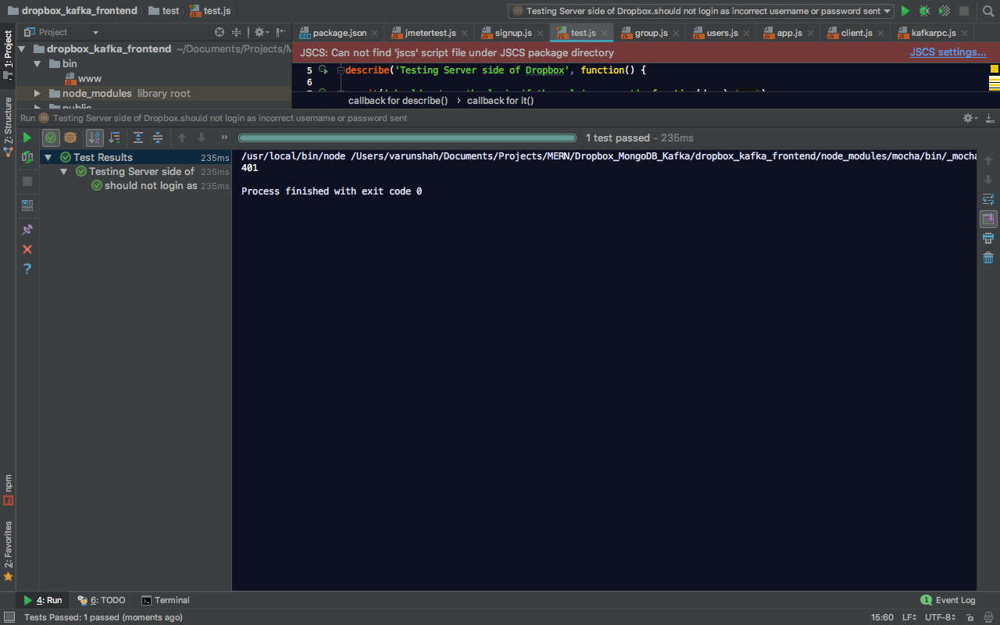 dropbox_kafka_frontend test test.js Testing Server side of Dropbox.should not login as incorrect username or password sent
1: Project
Project
package.json jmetertest.js signup.js test.js group.js users.js app.js client.js kafkarpc.js
dropbox_kafka_frontend ~/Documents/Projects/M
bin
www
node_modules library root
public
JSCS: Can not find 'jscs' script file under JSCS package directory JSCS settings...
5 describe('Testing Server side of Dropbox', function() {
6
callback for describe() › callback for it()
Run Testing Server side of Dropbox.should not login as incorrect username or password sent
Z: Structure
1 test passed - 235ms
Test Results 235ms
Testing Server side of 235ms
should not login as 235ms
/usr/local/bin/node /Users/varunshah/Documents/Projects/MERN/Dropbox_MongoDB_Kafka/dropbox_kafka_frontend/node_modules/mocha/bin/_mocha
401
Process finished with exit code 0
npm
2: Favorites
4: Run 6: TODO Terminal 1 Event Log
Tests Passed: 1 passed (moments ago) 15:60 LF UTF-8